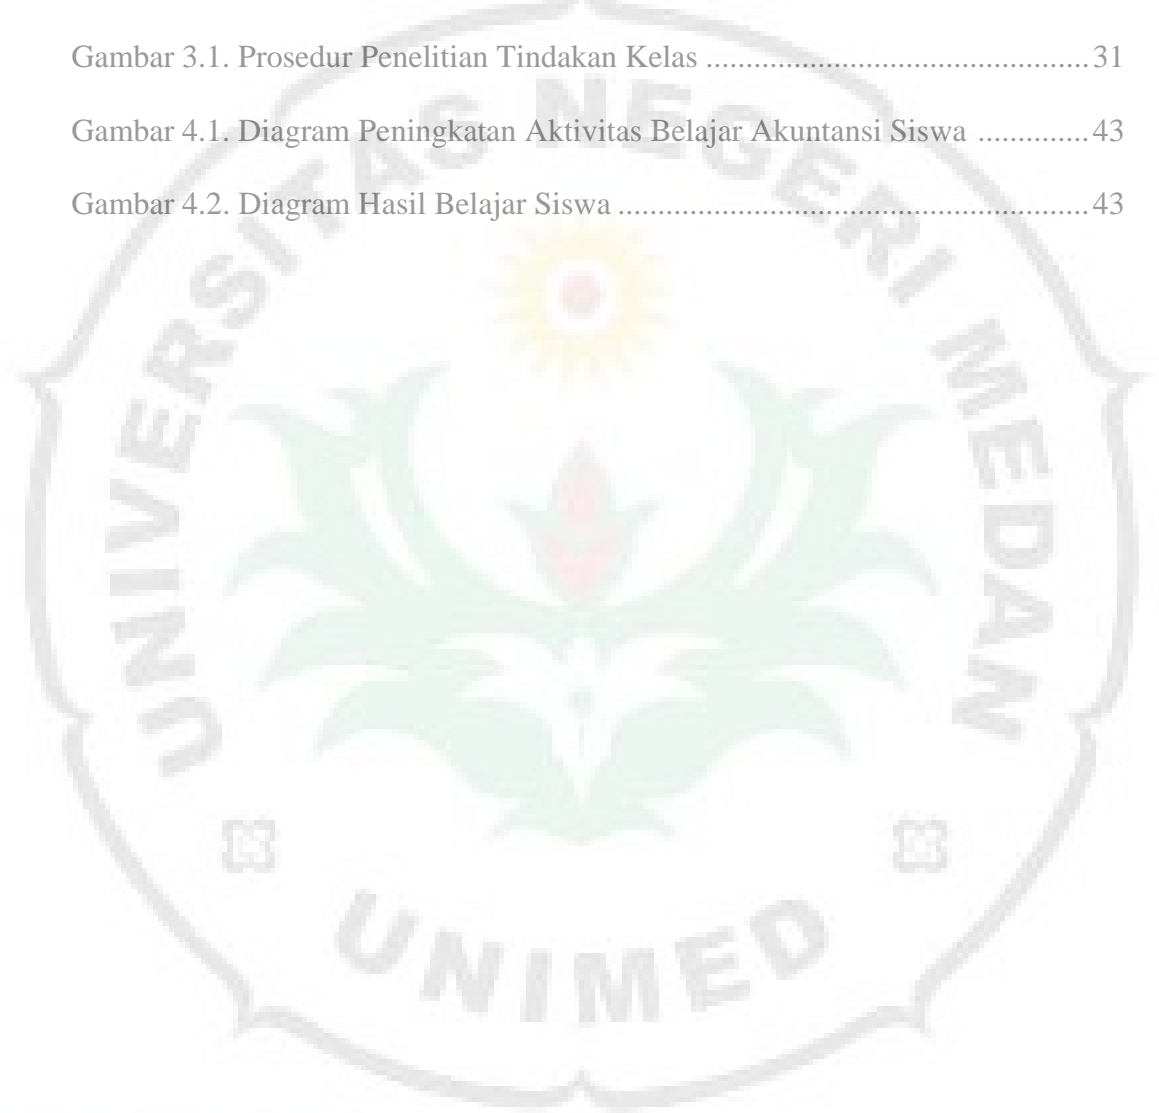 Gambar 3.1. Prosedur Penelitian Tindakan Kelas ................................................ 31
Gambar 4.1. Diagram Peningkatan Aktivitas Belajar Akuntansi Siswa .............. 43
Gambar 4.2. Diagram Hasil Belajar Siswa ........................................................... 43
UNIVERSITAS NEGERI MEDAN
UNIMED